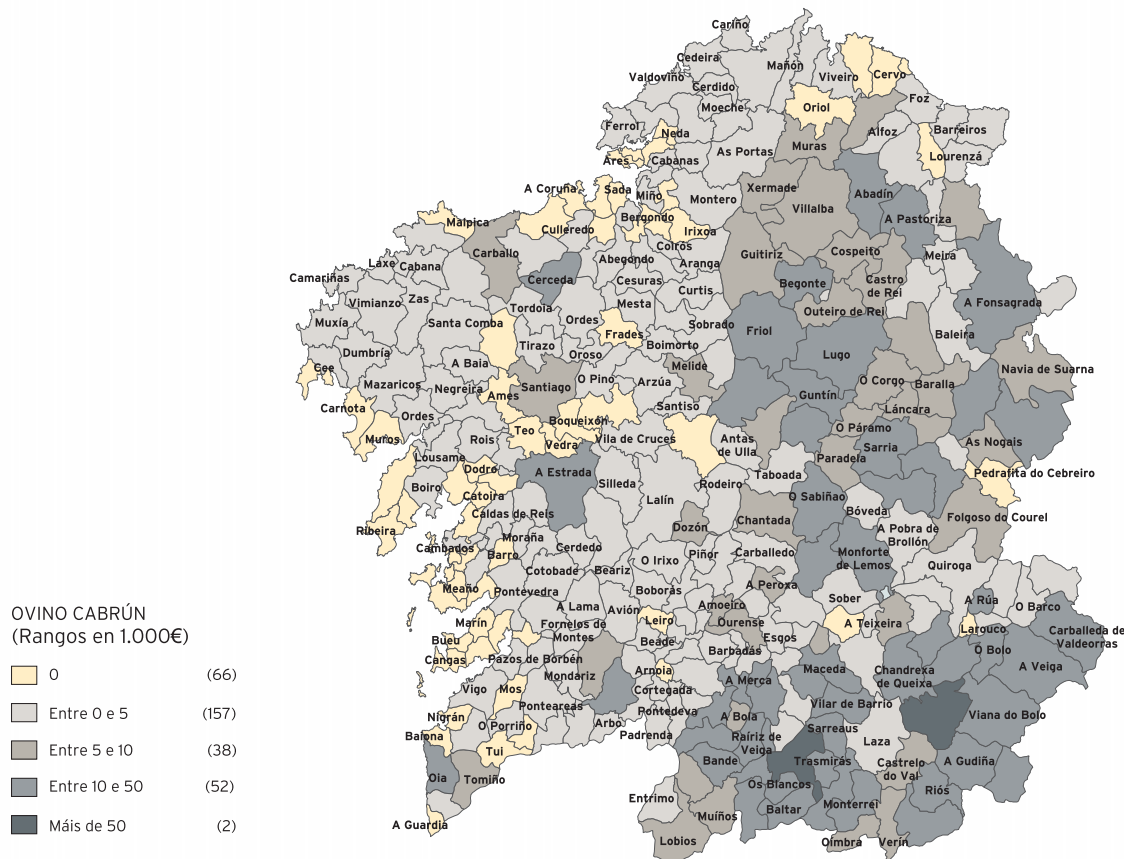 Cariño
Cedeira
Mañón
Valdoviño
Cerdido
Viveiro
Cervo
Moeche
Oriol
Foz
Ferrol
Neda
Alfoz
Barreiros
As Portas
Muras
Ares
Cabanas
Lourenzá
A Coruña
Sada
Miño
Montero
Xermade
Abadín
Villalba
Malpica
Culleredo
Bergondo
Irixoa
A Pastoriza
Coirós
Carballo
Abegondo
Aranga
Guitiriz
Cospeito
Meira
Laxe
Cabana
Camariñas
Cerceda
Cesuras
Curtis
Begonte
Castro
de Rei
Vimianzo
Zas
Tordoia
Mesta
Outeiro de Rei
A Fonsagrada
Muxía
Santa Comba
Ordes
Frades
Sobrado
Friol
Baleira
Tirazo
Boimorto
Dumbría
A Baia
Oroso
Lugo
Cee
Melide
Navia de Suarna
Mazaricos
Negreira
Santiago
O Pino
Arzúa
O Corgo
Baralla
Ames
Guntín
Carnota
Ordes
Boqueixón
Santiso
Láncara
Muros
Rois
Teo
Vedra
Vila de Cruces
Antas
de Ulla
O Páramo
Sarria
As Nogais
Lousame
Dodro
A Estrada
Silleda
Rodeiro
Taboada
Paradela
Pedrafita do Cebreiro
Boiro
Catoira
Lalín
O Sabiñao
Bóveda
Ribeira
Caldas de Reis
Dozón
Chantada
A Pobra de
Brollón
Folgoso do Courel
Cambados
Moraña
Barro
Cerdedo
O Irixo
Piñor
Carballedo
Monforte
de Lemos
Quiroga
Meaño
Pontevedra
Cotobade
Beariz
Boborás
A Peroxa
Sober
A Rúa
O Barco
A Lama
Avión
Amoeiro
Marín
Fornelos de
Montes
Leiro
Ourense
A Teixeira
Larouco
Carballeda de
Valdeorras
Bueu
Beade
Esgos
Cangas
Pazos de Borbén
Barbadás
O Bolo
A Veiga
Mondariz
Arnoia
A Merca
Maceda
Chandrexa
de Queixa
Vigo
Mos
Cortegada
Ponteareas
Pontedeva
A Bola
Vilar de Barrio
Viana do Bolo
Nigrán
O Porriño
Arbo
Padrenda
Raíriz de
Veiga
Sarreaus
Laza
Baiona
Tui
Bande
Trasmirás
Castrelo
do Val
A Gudiña
Oia
Tomiño
Os Blancos
Riós
Entrimo
Muíños
Baltar
Monterrei
A Guardia
Lobios
Oímbra
Verín
OVINO CABRÚN
(Rangos en 1.000€)
0 (66)
Entre 0 e 5 (157)
Entre 5 e 10 (38)
Entre 10 e 50 (52)
Máis de 50 (2)